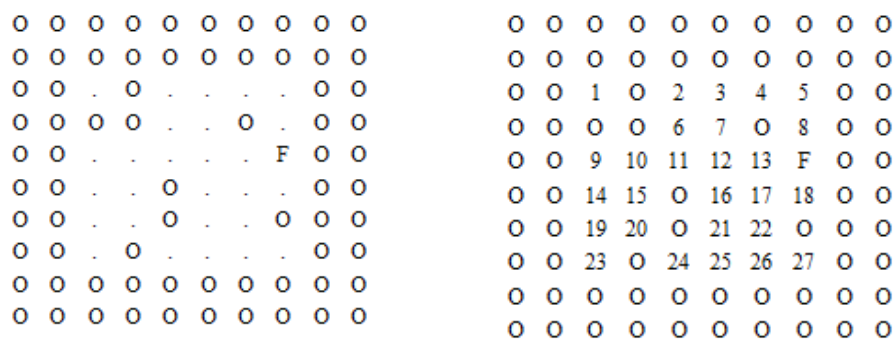 O O O O O O O O O O
O O O O O O O O O O
O O . O . . . . O O
O O O O . . O . O O
O O . . . . . F O O
O O . . O . . . O O
O O . . O . . O O O
O O . O . . . . O O
O O O O O O O O O O
O O O O O O O O O O
O O O O O O O O O O
O O O O O O O O O O
O O 1 O 2 3 4 5 O O
O O O O 6 7 O 8 O O
O O 9 10 11 12 13 F O O
O O 14 15 O 16 17 18 O O
O O 19 20 O 21 22 O O O
O O 23 O 24 25 26 27 O O
O O O O O O O O O O
O O O O O O O O O O